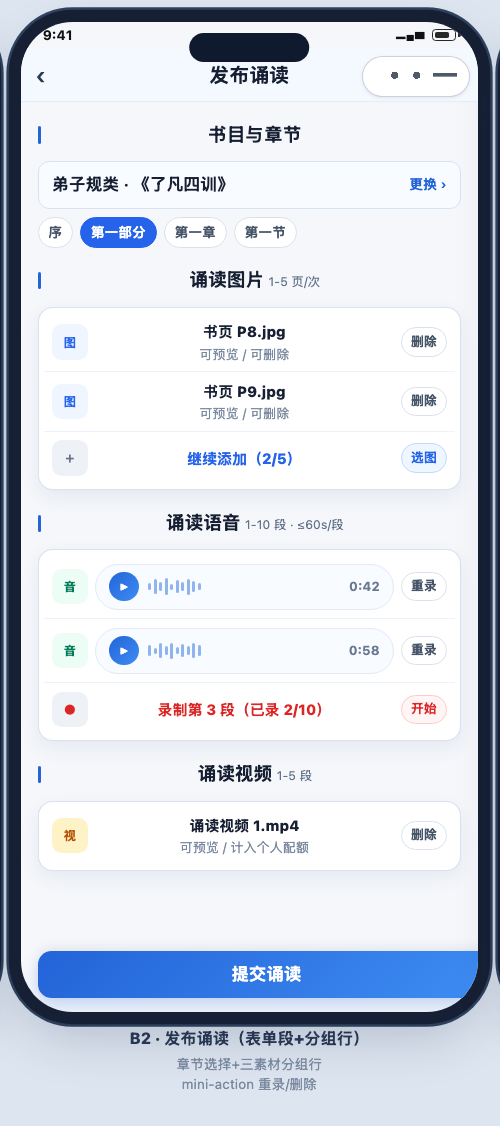 9:41
‹ 发布诵读
书目与章节
弟子规类 · 《了凡四训》 更换 ›
序 第一部分 第一章 第一节
诵读图片 1-5 页/次
图 书页 P8.jpg 删除
可预览 / 可删除
图 书页 P9.jpg 删除
可预览 / 可删除
+ 继续添加（2/5） 选图
诵读语音 1-10 段 · ≤60s/段
音 0:42 重录
音 0:58 重录
录制第 3 段（已录 2/10） 开始
诵读视频 1-5 段
视 诵读视频 1.mp4 删除
可预览 / 计入个人配额
提交诵读
B2 · 发布诵读（表单段+分组行）
章节选择+三素材分组行
mini-action 重录/删除